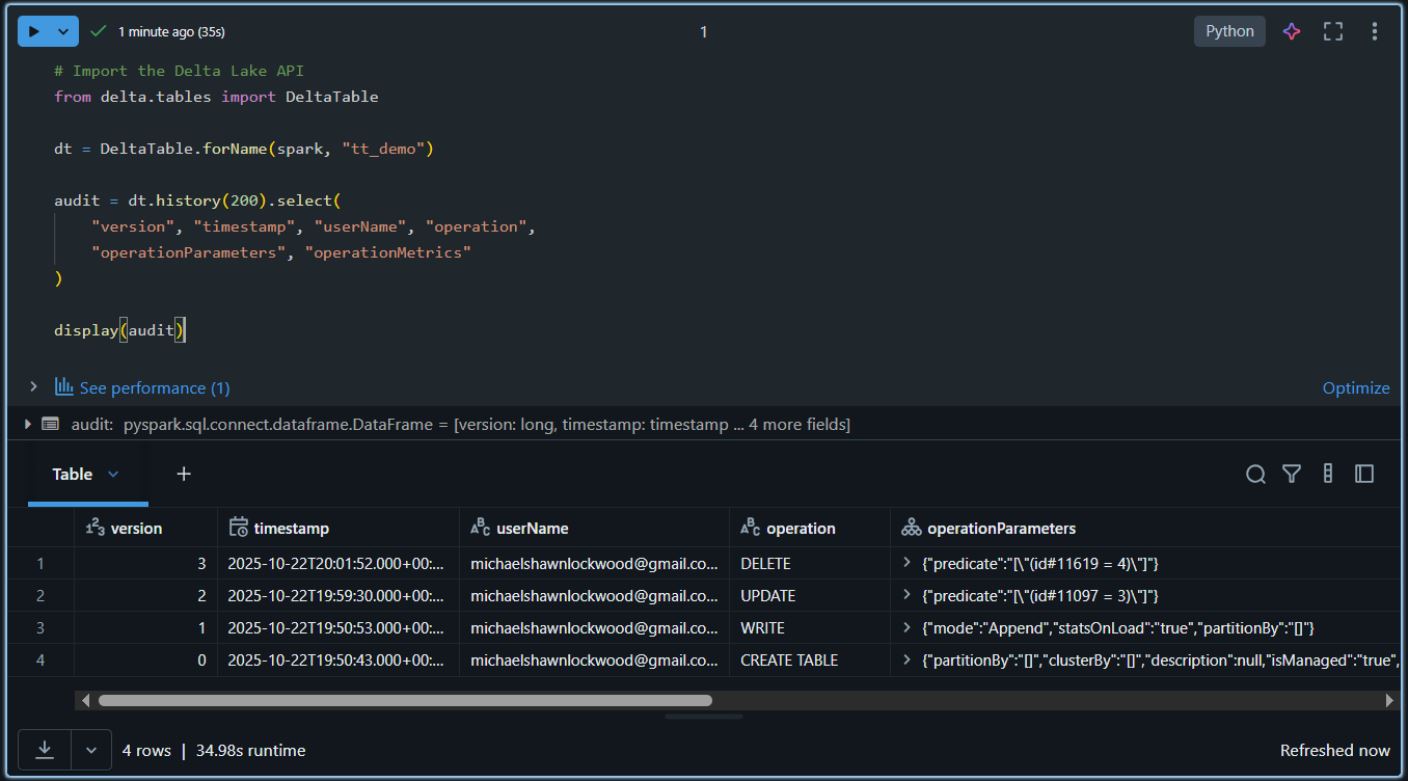 1 minute ago (35s)
1
Python
# Import the Delta Lake API
from delta.tables import DeltaTable
dt = DeltaTable.forName(spark, "tt_demo")
audit = dt.history(200).select(
"version", "timestamp", "userName", "operation",
"operationParameters", "operationMetrics"
)
display(audit)
See performance (1)
Optimize
audit: pyspark.sql.connect.dataframe.DataFrame = [version: long, timestamp: timestamp ... 4 more fields]
Table
+
version timestamp userName operation operationParameters
1 3 2025-10-22T20:01:52.000+00:... michaelshawnlockwood@gmail.co... DELETE {"predicate":"[\"(id#11619 = 4)\"]"}
2 2 2025-10-22T19:59:30.000+00:... michaelshawnlockwood@gmail.co... UPDATE {"predicate":"[\"(id#11097 = 3)\"]"}
3 1 2025-10-22T19:50:53.000+00:... michaelshawnlockwood@gmail.co... WRITE {"mode":"Append","statsOnLoad":"true","partitionBy":"[]"}
4 0 2025-10-22T19:50:43.000+00:... michaelshawnlockwood@gmail.co... CREATE TABLE {"partitionBy":"[]","clusterBy":"[]","description":null,"isManaged":"true",
4 rows | 34.98s runtime
Refreshed now